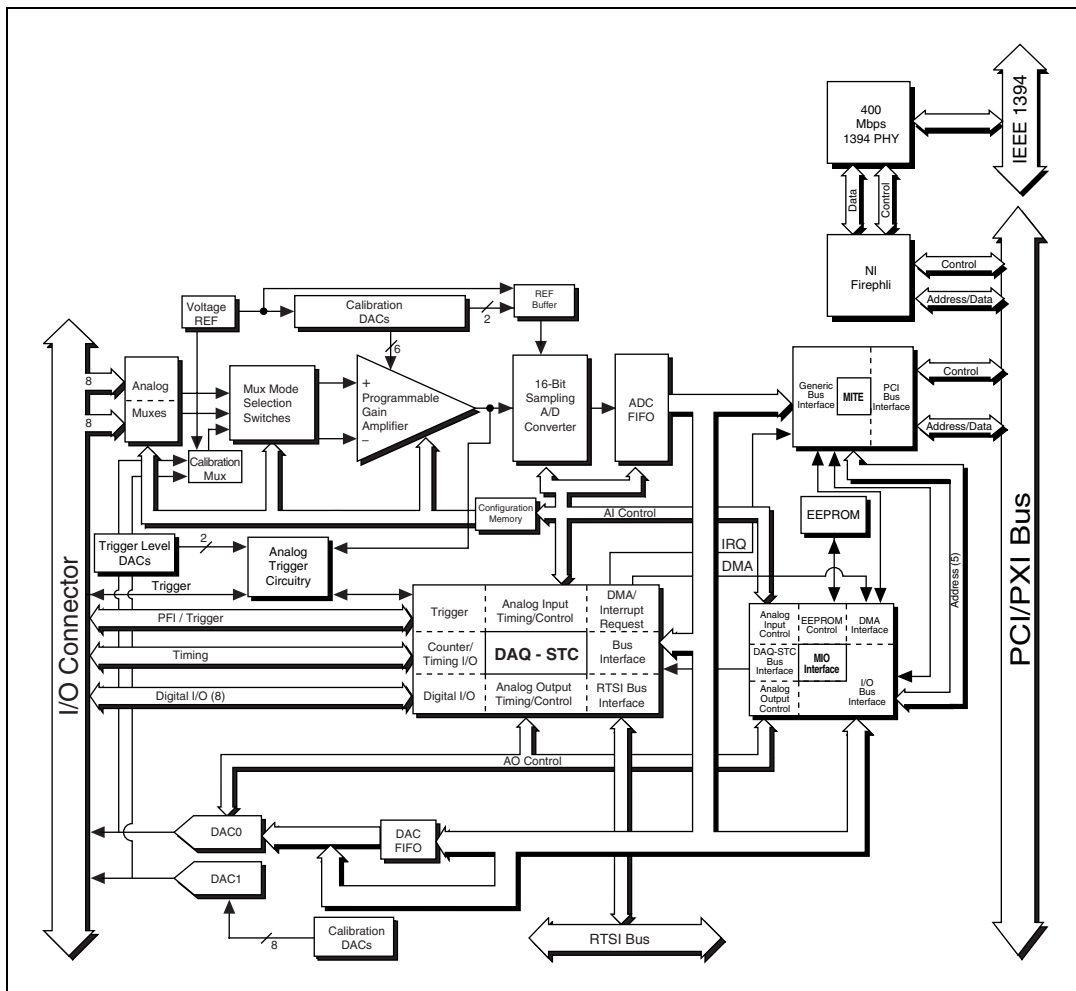 400
Mbps
1394 PHY
IEEE 1394
Data
Control
NI
Firephli
Control
Address/Data
Voltage
REF
Calibration
DACs
2
REF
Buffer
6
8
8
Analog
Muxes
Mux Mode
Selection
Switches
+
Programmable
Gain
Amplifier
–
16-Bit
Sampling
A/D
Converter
ADC
FIFO
Generic
Bus
Interface
MITE
PCI
Bus
Interface
Control
Address/Data
Calibration
Mux
Configuration
Memory
AI Control
EEPROM
Trigger Level
DACs
2
Analog
Trigger
Circuitry
IRQ
DMA
Address (5)
Trigger
PFI / Trigger
Timing
Digital I/O (8)
Trigger
Analog Input
Timing/Control
DMA/
Interrupt
Request
Counter/
Timing I/O
DAQ - STC
Bus
Interface
Digital I/O
Analog Output
Timing/Control
RTSI Bus
Interface
Analog
Input
Control
EEPROM
Control
DMA
Interface
DAQ-STC
Bus
Interface
MIO
Interface
Analog
Output
Control
I/O
Bus
Interface
I/O Connector
PCI/PXI Bus
AO Control
DAC0
DAC
FIFO
DAC1
8
Calibration
DACs
RTSI Bus